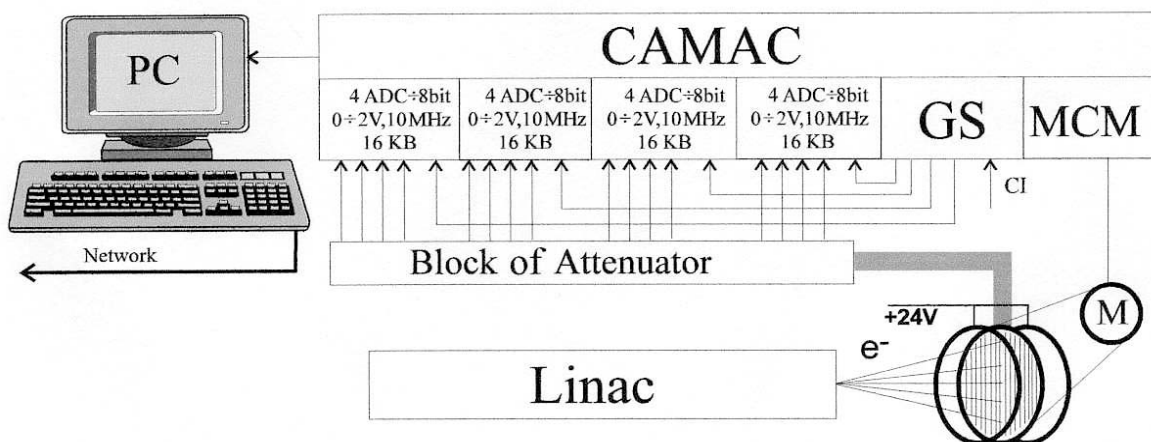 PC
CAMAC
4 ADC÷8bit
0÷2V,10MHz
16 KB
4 ADC÷8bit
0÷2V,10MHz
16 KB
4 ADC÷8bit
0÷2V,10MHz
16 KB
4 ADC÷8bit
0÷2V,10MHz
16 KB
GS
MCM
CI
Network
Block of Attenuator
+24V
M
e-
Linac